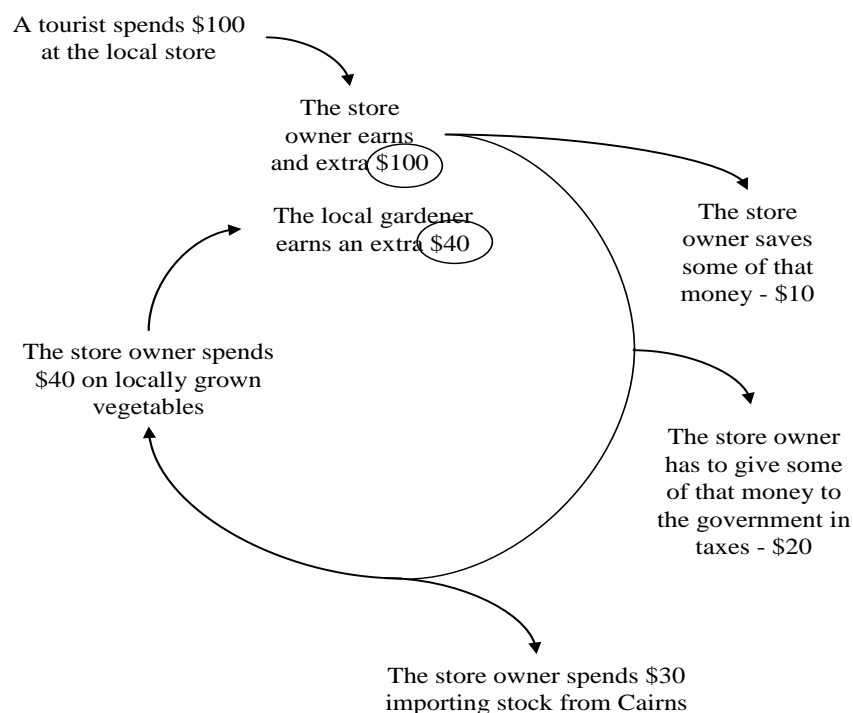 A tourist spends $100
at the local store
The store
owner earns
and extra $100
The local gardener
earns an extra $40
The store
owner saves
some of that
money - $10
The store owner spends
$40 on locally grown
vegetables
The store owner
has to give some
of that money to
the government in
taxes - $20
The store owner spends $30
importing stock from Cairns